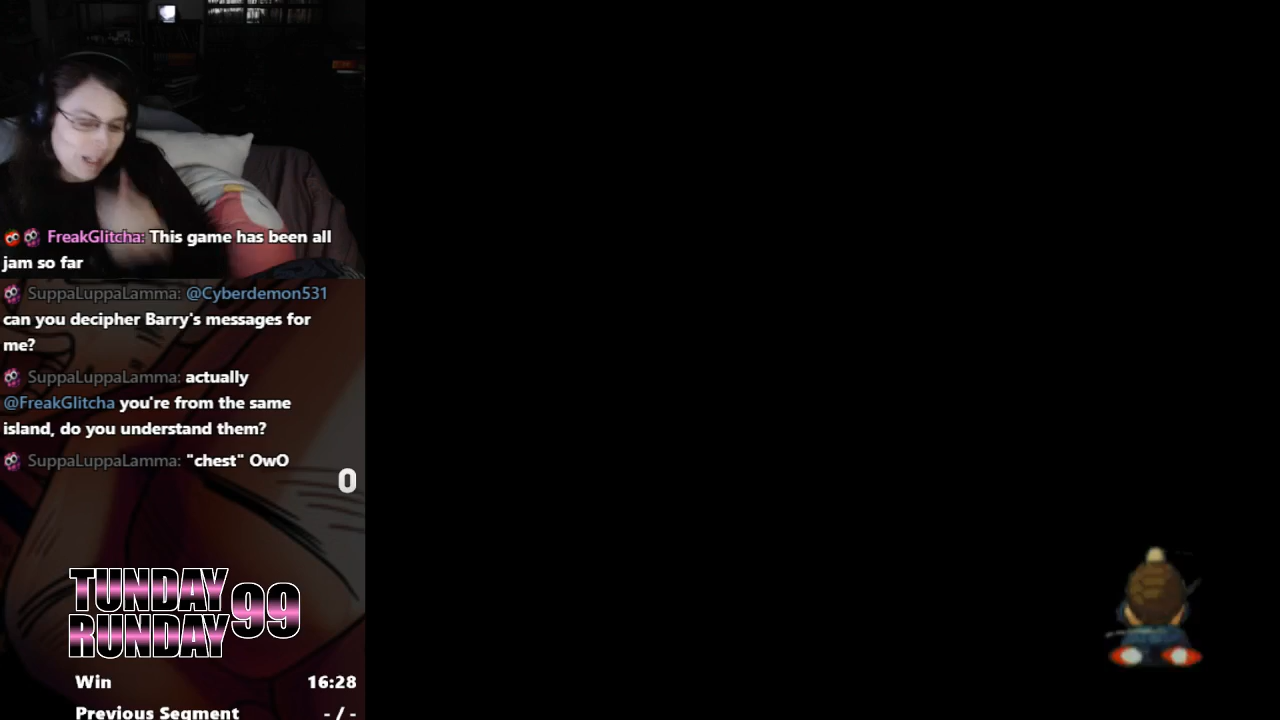 FreakGlitcha: This game has been all
jam so far
SuppaLuppaLamma: @Cyberdemon531
can you decipher Barry's messages for
me?
SuppaLuppaLamma: actually
@FreakGlitcha you're from the same
island, do you understand them?
SuppaLuppaLamma: "chest" OwO
0
TUNDAY
RUNDAY 99
Win 16:28
Previous Segment - / -